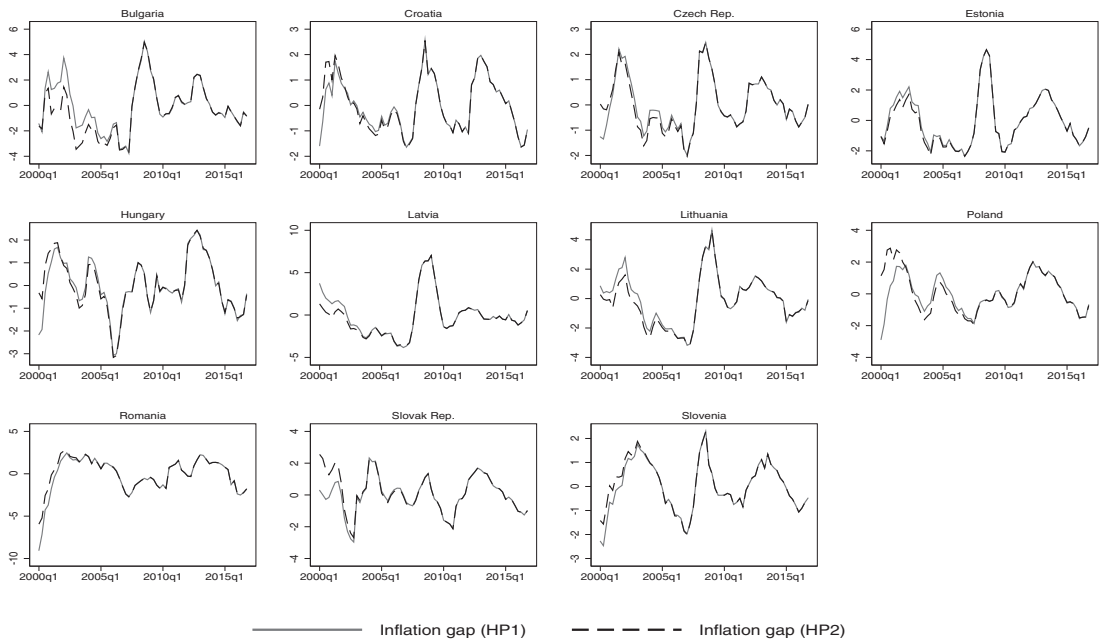 Bulgaria
6
4
2
0
-2
-4
2000q1 2005q1 2010q1 2015q1
Croatia
3
2
1
0
-1
-2
2000q1 2005q1 2010q1 2015q1
Czech Rep.
3
2
1
0
-1
-2
2000q1 2005q1 2010q1 2015q1
Estonia
6
4
2
0
-2
2000q1 2005q1 2010q1 2015q1
Hungary
2
1
0
-1
-2
-3
2000q1 2005q1 2010q1 2015q1
Latvia
10
5
0
-5
2000q1 2005q1 2010q1 2015q1
Lithuania
4
2
0
-2
-4
2000q1 2005q1 2010q1 2015q1
Poland
4
2
0
-2
-4
2000q1 2005q1 2010q1 2015q1
Romania
5
0
-5
-10
2000q1 2005q1 2010q1 2015q1
Slovak Rep.
4
2
0
-2
-4
2000q1 2005q1 2010q1 2015q1
Slovenia
2
1
0
-1
-2
-3
2000q1 2005q1 2010q1 2015q1
Inflation gap (HP1) Inflation gap (HP2)